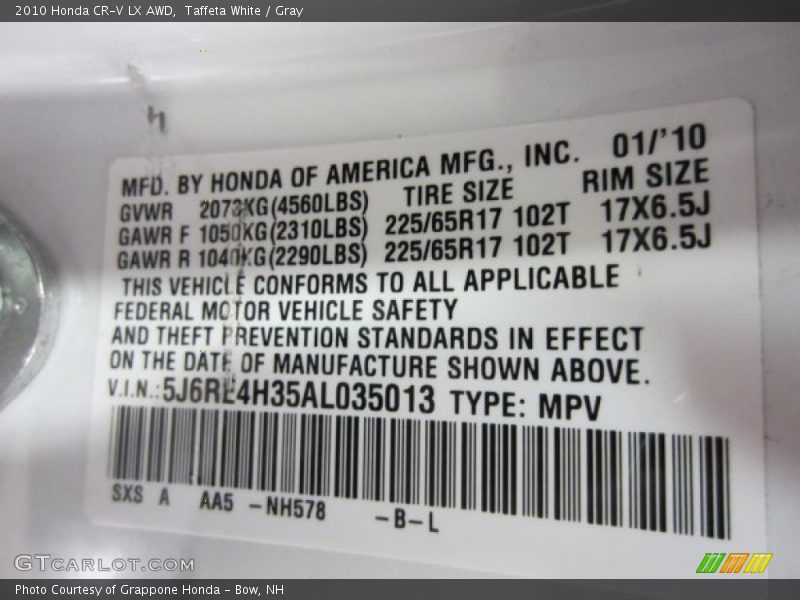 2010 Honda CR-V LX AWD,  Taffeta White / Gray
MFD. BY HONDA OF AMERICA MFG., INC. 01/'10
GVWR 2073KG(4560LBS) TIRE SIZE RIM SIZE
GAWR F 1050KG(2310LBS) 225/65R17 102T 17X6.5J
GAWR R 1040KG(2290LBS) 225/65R17 102T 17X6.5J
THIS VEHICLE CONFORMS TO ALL APPLICABLE
FEDERAL MOTOR VEHICLE SAFETY
AND THEFT PREVENTION STANDARDS IN EFFECT
ON THE DATE OF MANUFACTURE SHOWN ABOVE.
V.I.N.:5J6RE4H35AL035013 TYPE: MPV
SXS A AA5 -NH578 -B-L
GTCARLOT.COM
Photo Courtesy of Grappone Honda - Bow, NH